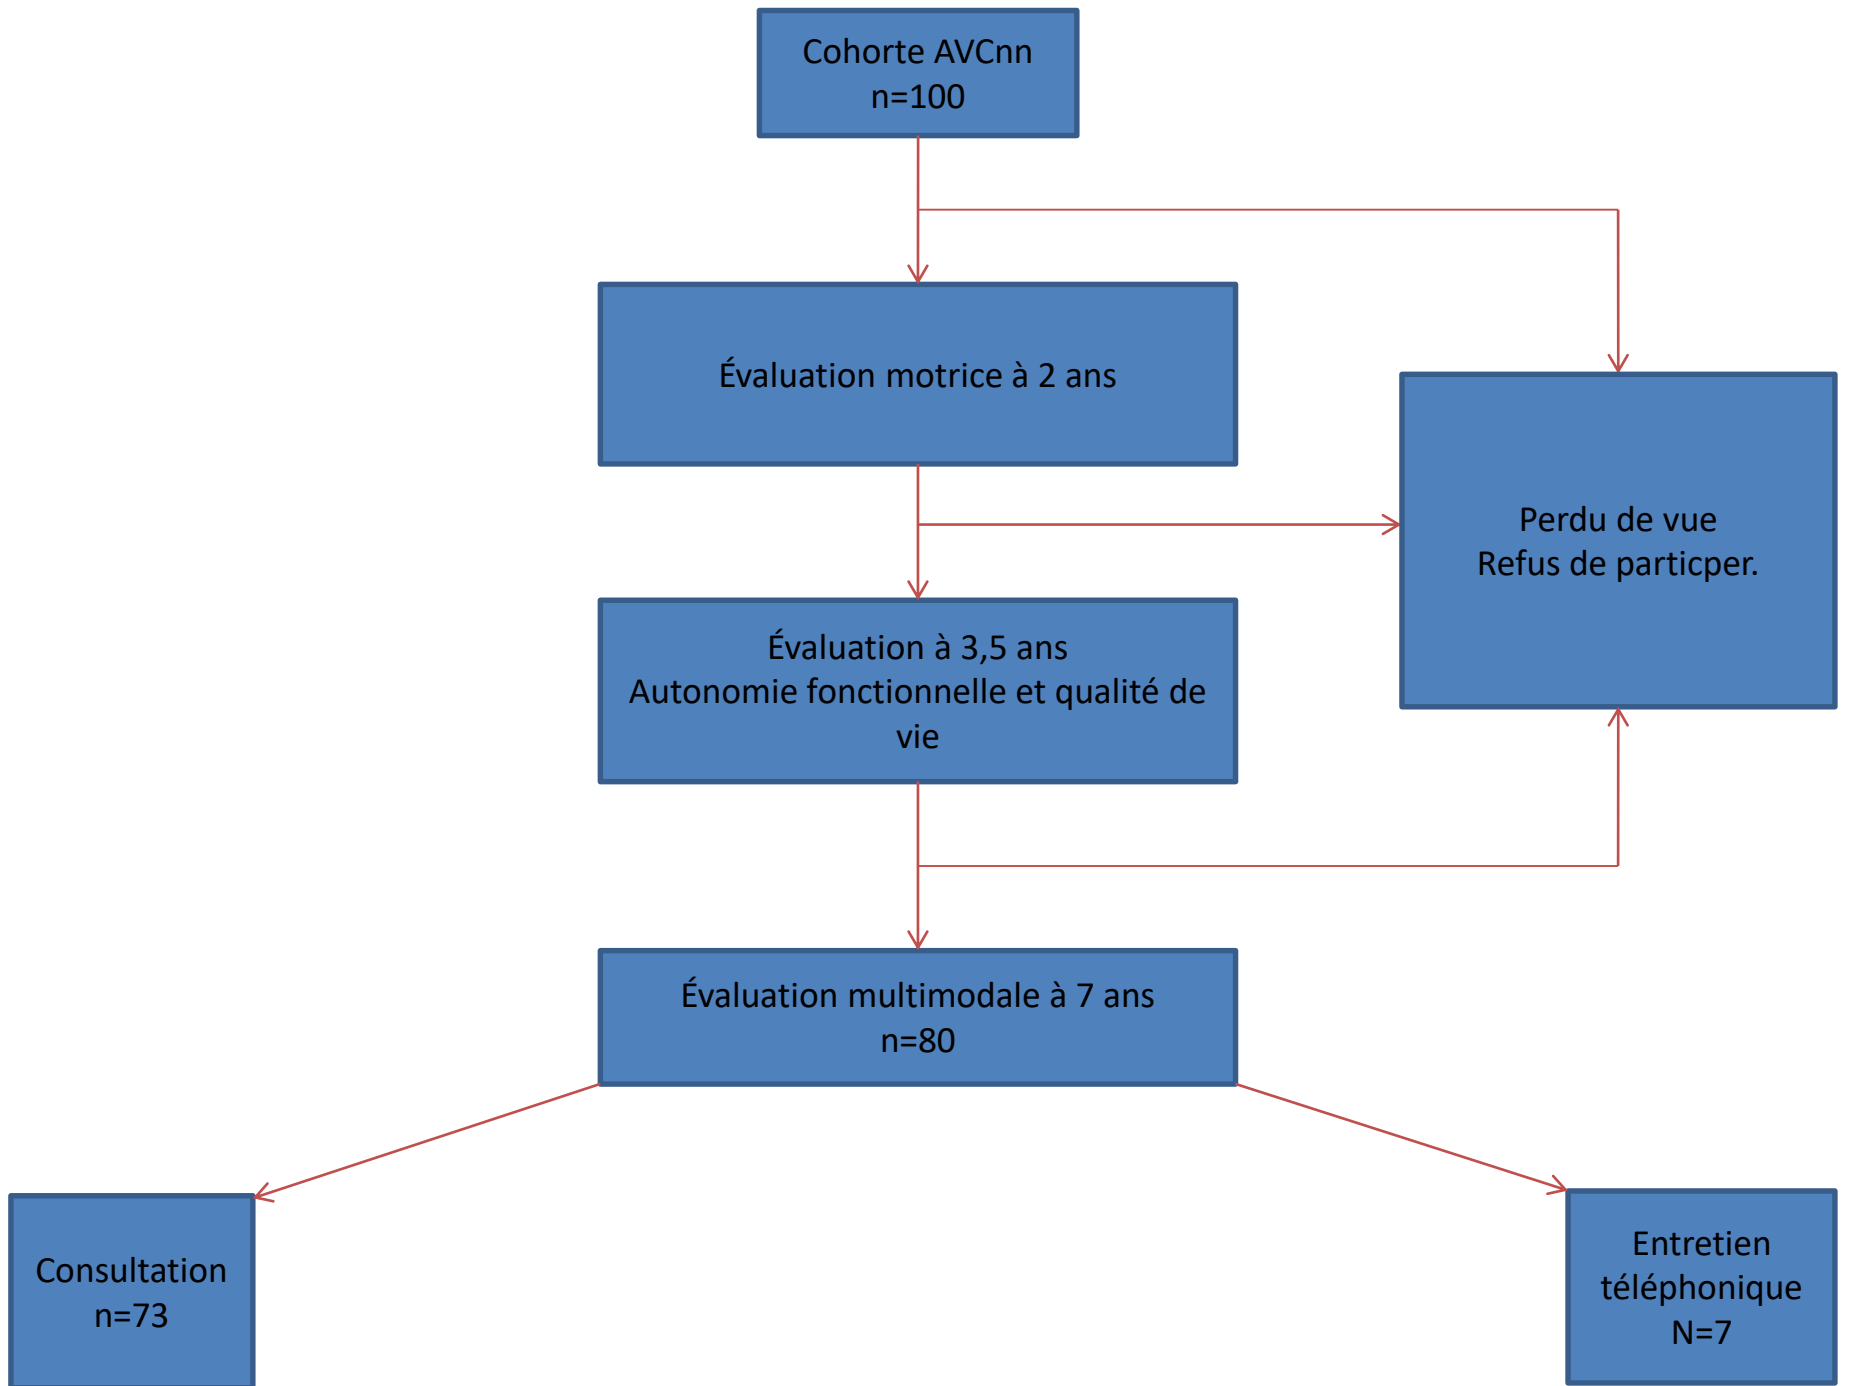 Cohorte AVCnn
n=100
Évaluation motrice à 2 ans
Perdu de vue
Refus de particper.
Évaluation à 3,5 ans
Autonomie fonctionnelle et qualité de
vie
Évaluation multimodale à 7 ans
n=80
Consultation
n=73
Entretien
téléphonique
N=7